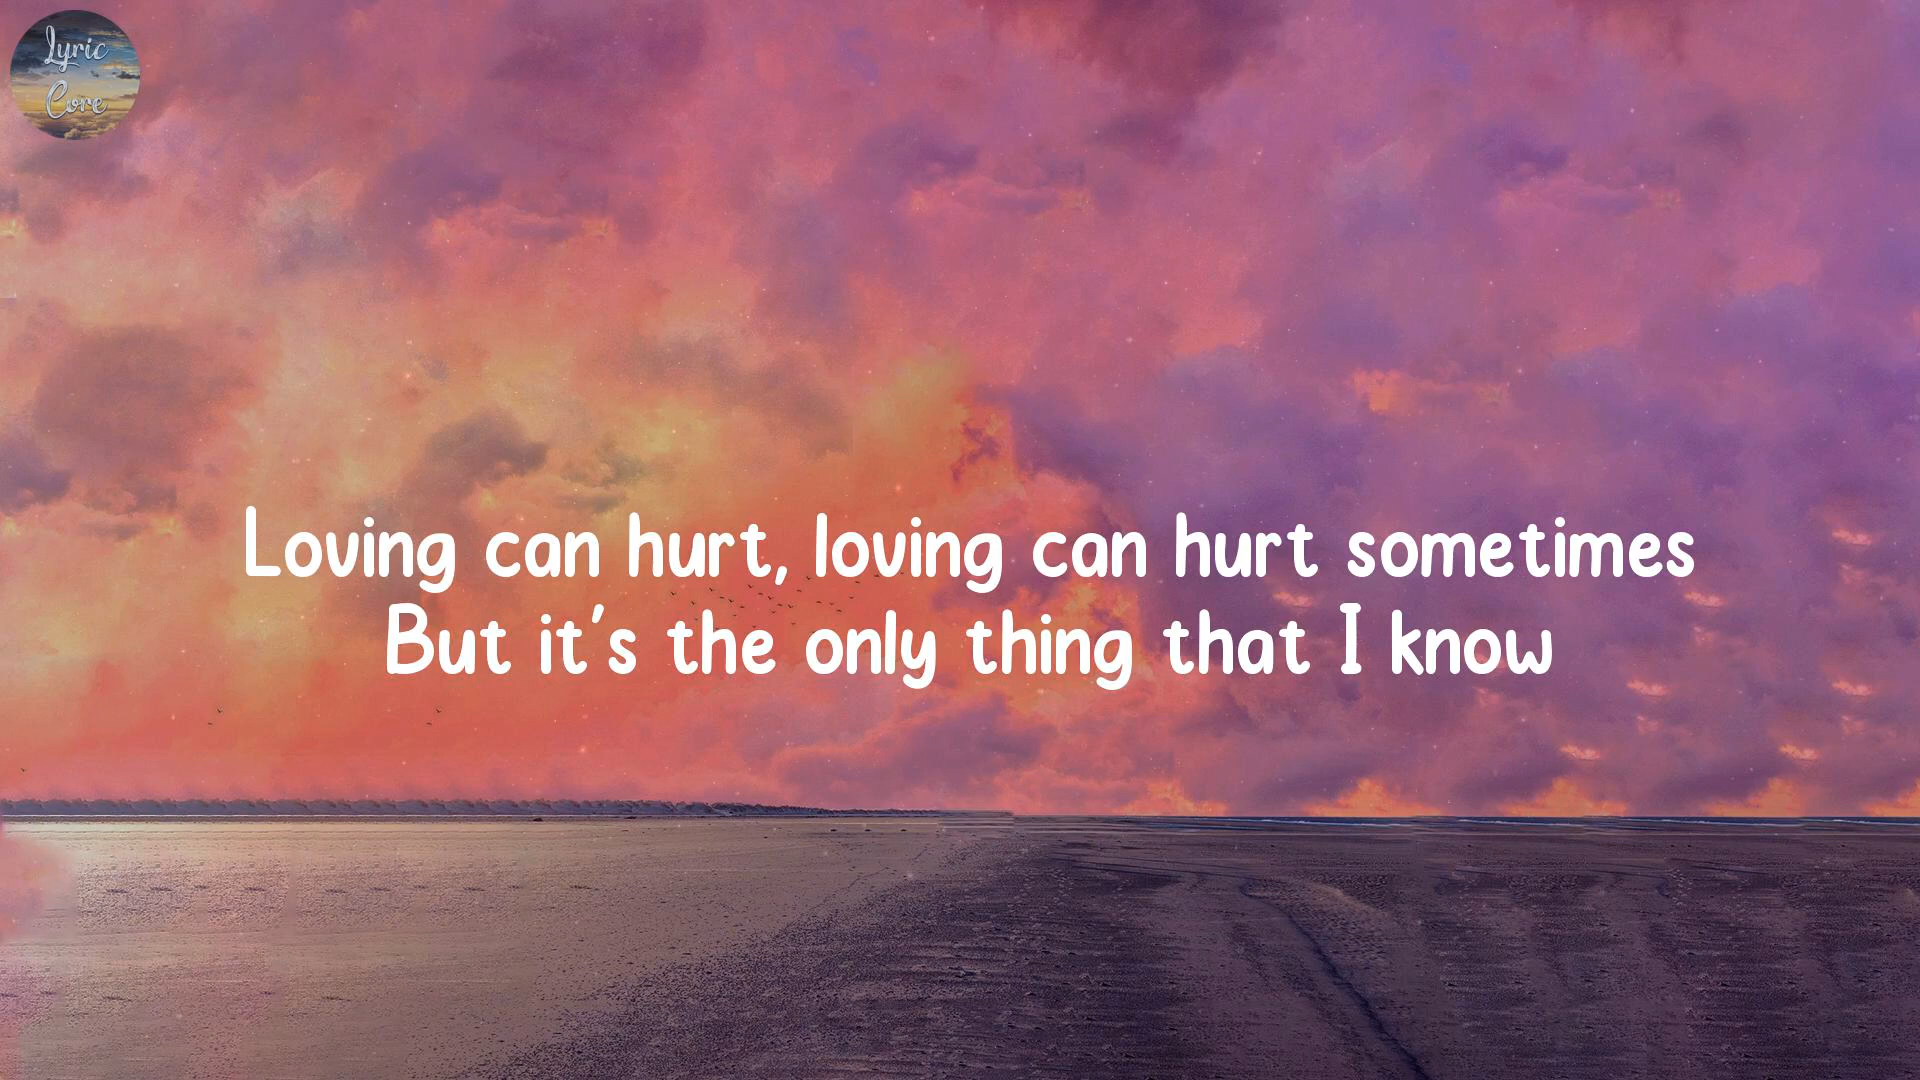 Lyric
Core
Loving can hurt, loving can hurt sometimes
But it's the only thing that I know